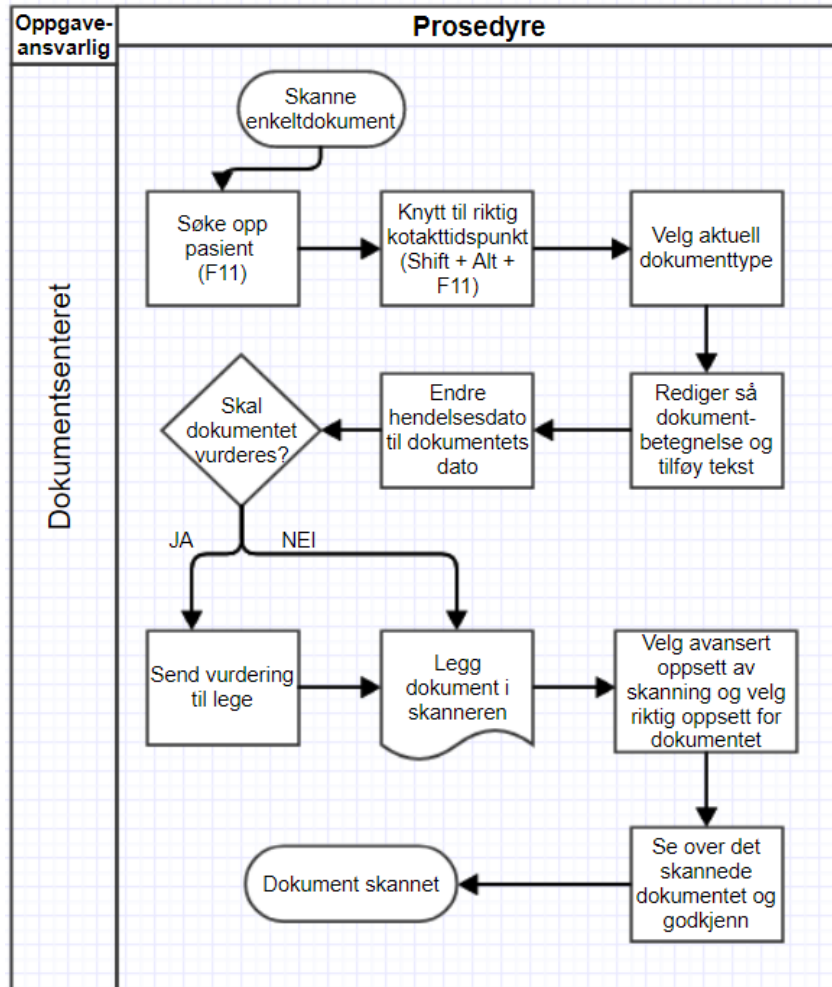 Oppgave-
ansvarlig
Prosedyre
Dokumentsenteret
Skanne
enkeltdokument
Søke opp
pasient
(F11)
Knytt til riktig
kotakttidspunkt
(Shift + Alt +
F11)
Velg aktuell
dokumenttype
Rediger så
dokument-
betegnelse og
tilføy tekst
Endre
hendelsesdato
til dokumentets
dato
Skal
dokumentet
vurderes?
JA
NEI
Send vurdering
til lege
Legg
dokument i
skanneren
Velg avansert
oppsett av
skanning og velg
riktig oppsett for
dokumentet
Se over det
skannede
dokumentet og
godkjenn
Dokument skannet